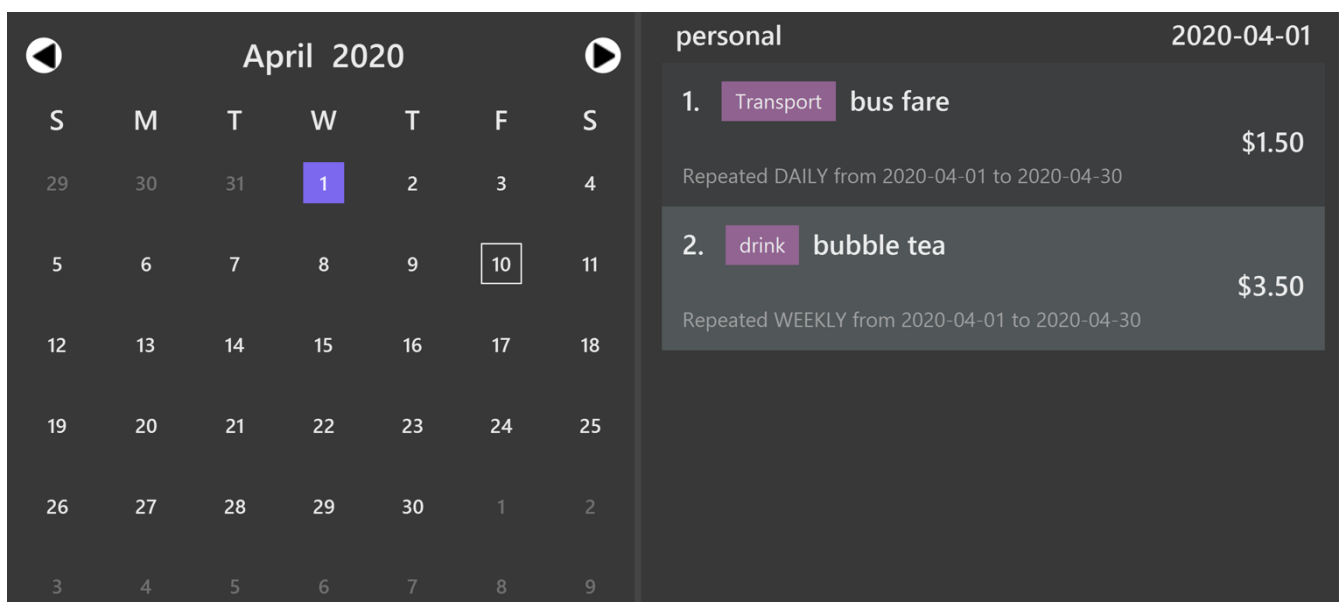 April 2020
S M T W T F S
29 30 31 1 2 3 4
5 6 7 8 9 10 11
12 13 14 15 16 17 18
19 20 21 22 23 24 25
26 27 28 29 30 1 2
3 4 5 6 7 8 9
personal 2020-04-01
1. Transport bus fare
$1.50
Repeated DAILY from 2020-04-01 to 2020-04-30
2. drink bubble tea
$3.50
Repeated WEEKLY from 2020-04-01 to 2020-04-30